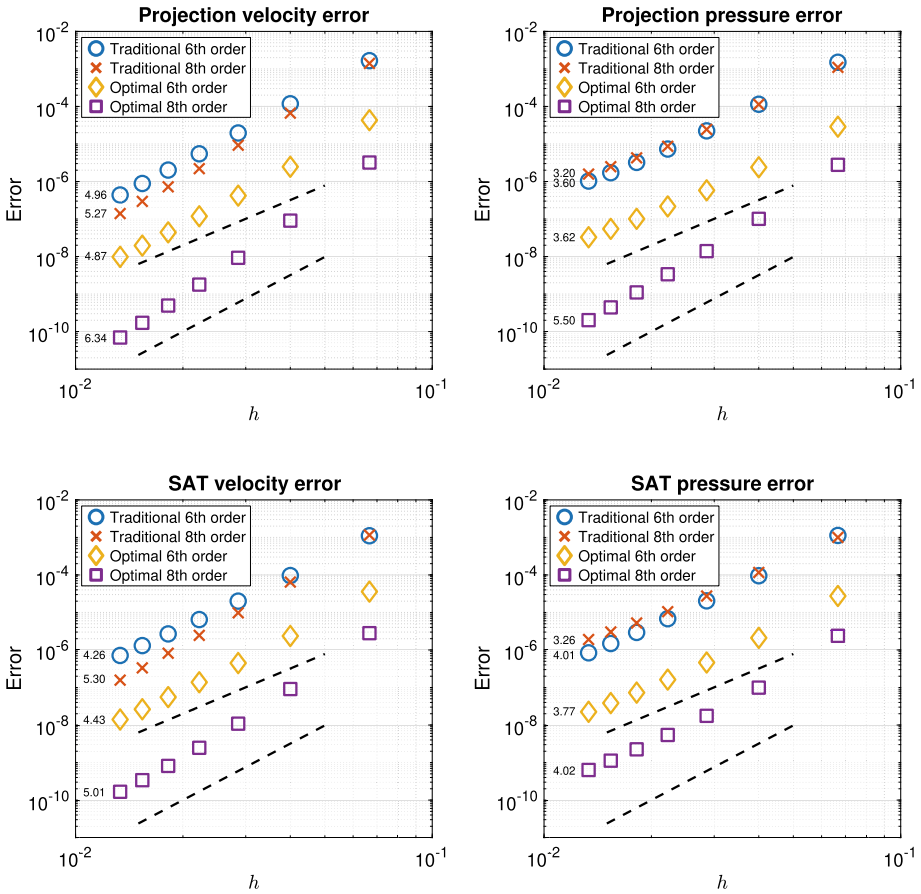 Projection velocity error
10^-2
10^-4
10^-6
10^-8
10^-10
Error
Traditional 6th order
Traditional 8th order
Optimal 6th order
Optimal 8th order
4.96
5.27
4.87
6.34
10^-2
10^-1
h
Projection pressure error
10^-2
10^-4
10^-6
10^-8
10^-10
Error
Traditional 6th order
Traditional 8th order
Optimal 6th order
Optimal 8th order
3.20
3.60
3.62
5.50
10^-2
10^-1
h
SAT velocity error
10^-2
10^-4
10^-6
10^-8
10^-10
Error
Traditional 6th order
Traditional 8th order
Optimal 6th order
Optimal 8th order
4.26
5.30
4.43
5.01
10^-2
10^-1
h
SAT pressure error
10^-2
10^-4
10^-6
10^-8
10^-10
Error
Traditional 6th order
Traditional 8th order
Optimal 6th order
Optimal 8th order
3.26
4.01
3.77
4.02
10^-2
10^-1
h